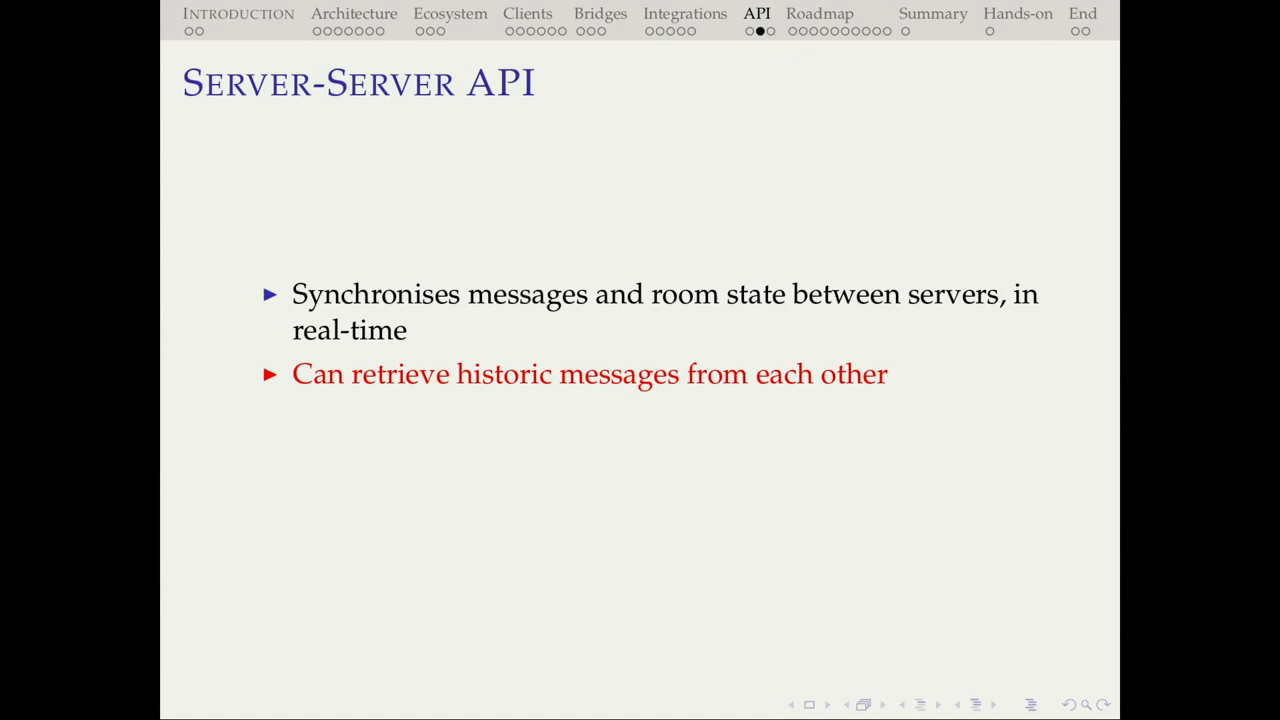 INTRODUCTION Architecture Ecosystem Clients Bridges Integrations API Roadmap Summary Hands-on End
SERVER-SERVER API
Synchronises messages and room state between servers, in
real-time
Can retrieve historic messages from each other